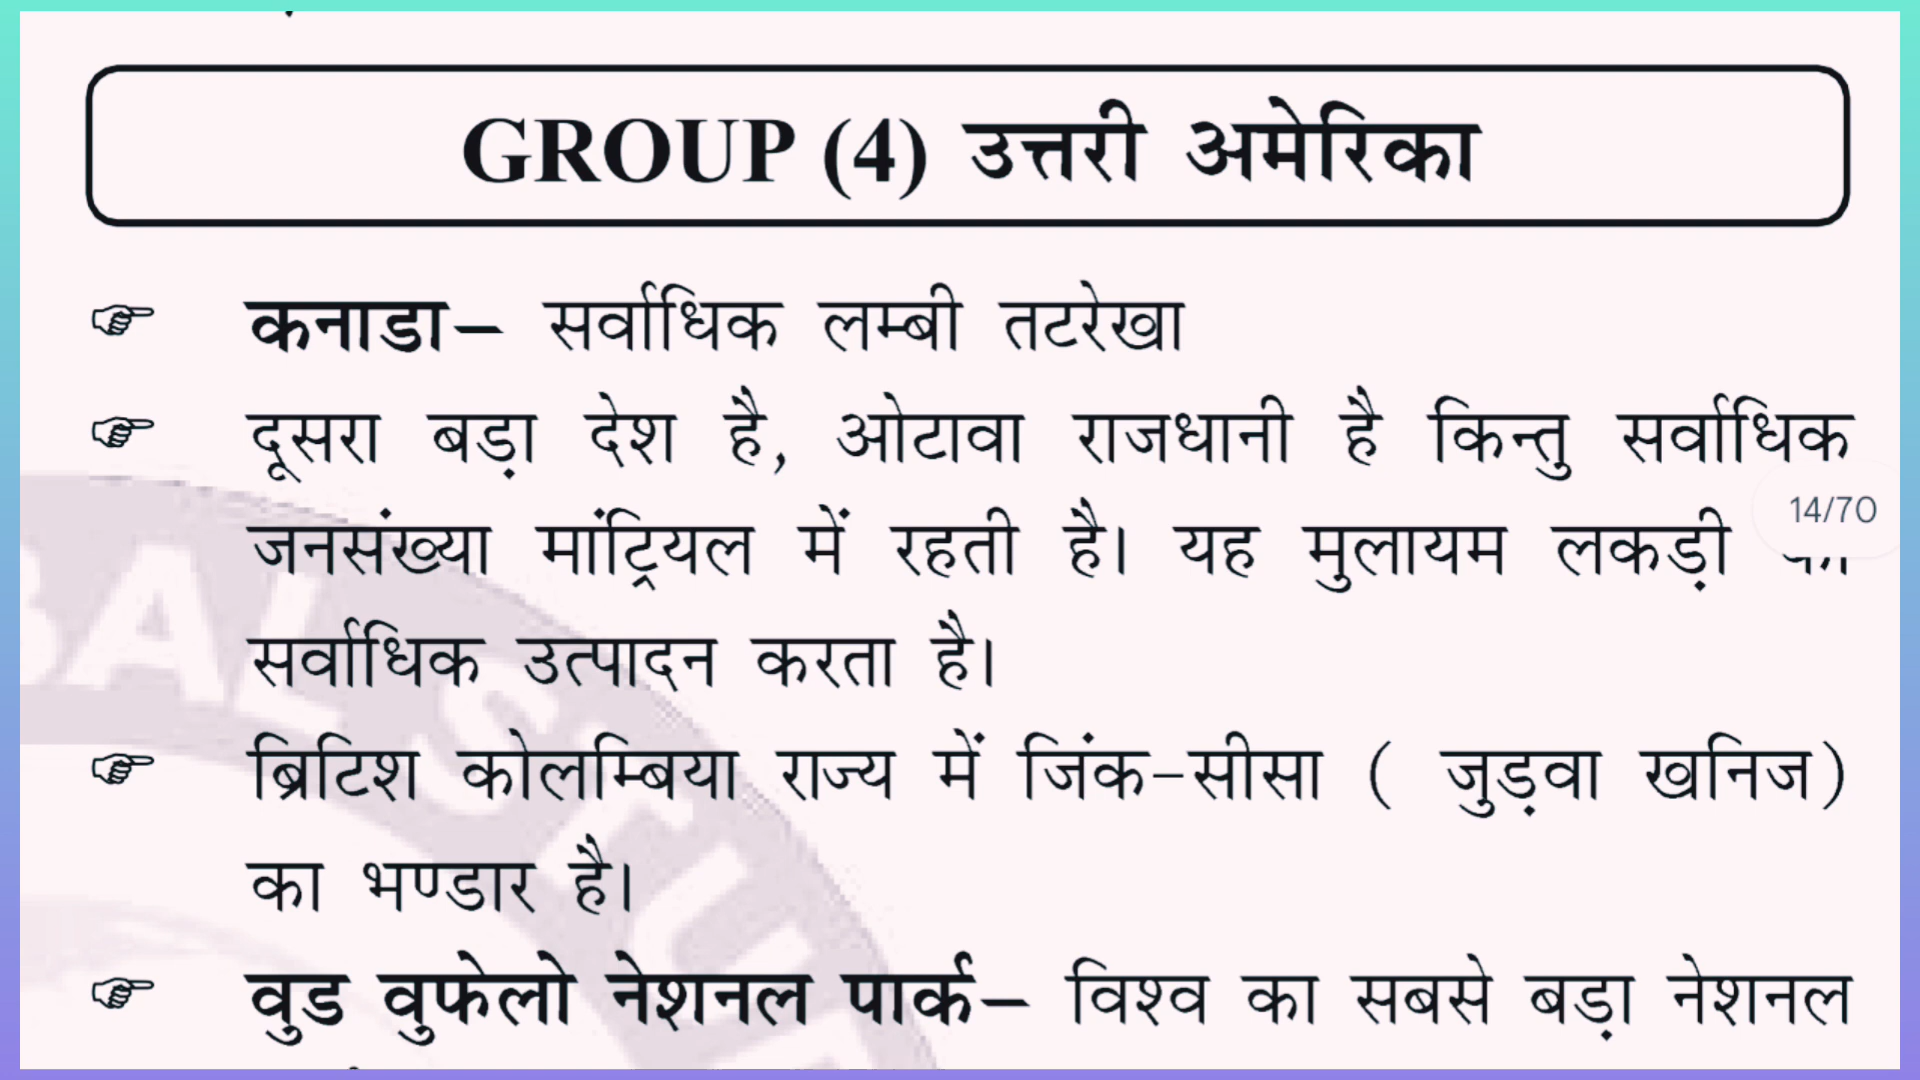 GROUP (4) उत्तरी अमेरिका
☞ कनाडा– सर्वाधिक लम्बी तटरेखा
☞ दूसरा बड़ा देश है, ओटावा राजधानी है किन्तु सर्वाधिक
14/70
जनसंख्या मांट्रियल में रहती है। यह मुलायम लकड़ी
सर्वाधिक उत्पादन करता है।
☞ ब्रिटिश कोलम्बिया राज्य में जिंक-सीसा ( जुड़वा खनिज)
का भण्डार है।
☞ वुड वुफेलो नेशनल पार्क– विश्व का सबसे बड़ा नेशनल